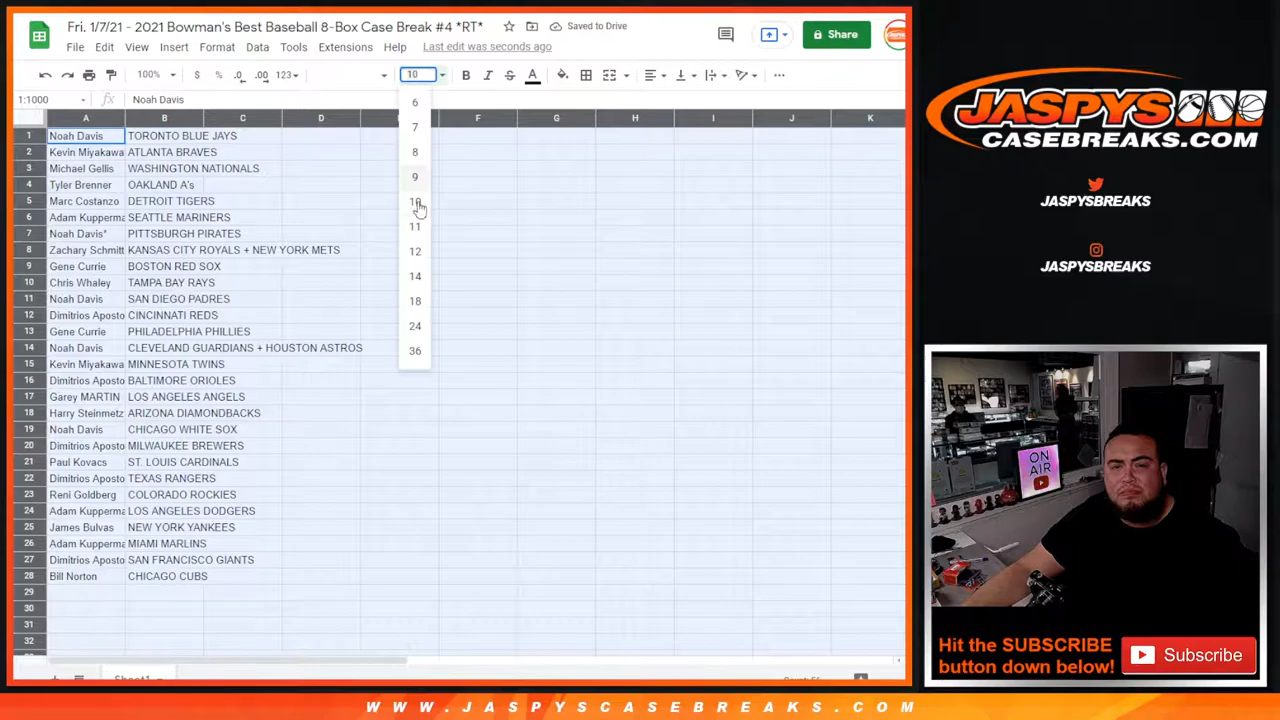 Fri. 1/7/21 - 2021 Bowman's Best Baseball 8-Box Case Break #4 *RT*
Saved to Drive
Share
File Edit View Insert Format Data Tools Extensions Help Last edit was seconds ago
100% $ % .0 .00 123 10 B I S A
1:1000 fx Noah Davis
A B C D F G H I J K
1 Noah Davis TORONTO BLUE JAYS
2 Kevin Miyakawa ATLANTA BRAVES
3 Michael Gellis WASHINGTON NATIONALS
4 Tyler Brenner OAKLAND A's
5 Marc Costanzo DETROIT TIGERS
6 Adam Kupperma SEATTLE MARINERS
7 Noah Davis* PITTSBURGH PIRATES
8 Zachary Schmitt KANSAS CITY ROYALS + NEW YORK METS
9 Gene Currie BOSTON RED SOX
10 Chris Whaley TAMPA BAY RAYS
11 Noah Davis SAN DIEGO PADRES
12 Dimitrios Aposto CINCINNATI REDS
13 Gene Currie PHILADELPHIA PHILLIES
14 Noah Davis CLEVELAND GUARDIANS + HOUSTON ASTROS
15 Kevin Miyakawa MINNESOTA TWINS
16 Dimitrios Aposto BALTIMORE ORIOLES
17 Garey MARTIN LOS ANGELES ANGELS
18 Harry Steinmetz ARIZONA DIAMONDBACKS
19 Noah Davis CHICAGO WHITE SOX
20 Dimitrios Aposto MILWAUKEE BREWERS
21 Paul Kovacs ST. LOUIS CARDINALS
22 Dimitrios Aposto TEXAS RANGERS
23 Reni Goldberg COLORADO ROCKIES
24 Adam Kupperma LOS ANGELES DODGERS
25 James Bulvas NEW YORK YANKEES
26 Adam Kupperma MIAMI MARLINS
27 Dimitrios Aposto SAN FRANCISCO GIANTS
28 Bill Norton CHICAGO CUBS
29
30
31
32
6
7
8
9
10
11
12
14
18
24
36
Sheet1
JASPYS
CASEBREAKS.COM
JASPYSBREAKS
JASPYSBREAKS
ON
AIR
Hit the SUBSCRIBE
button down below!
Subscribe
WWW.JASPYSCASEBREAKS.COM